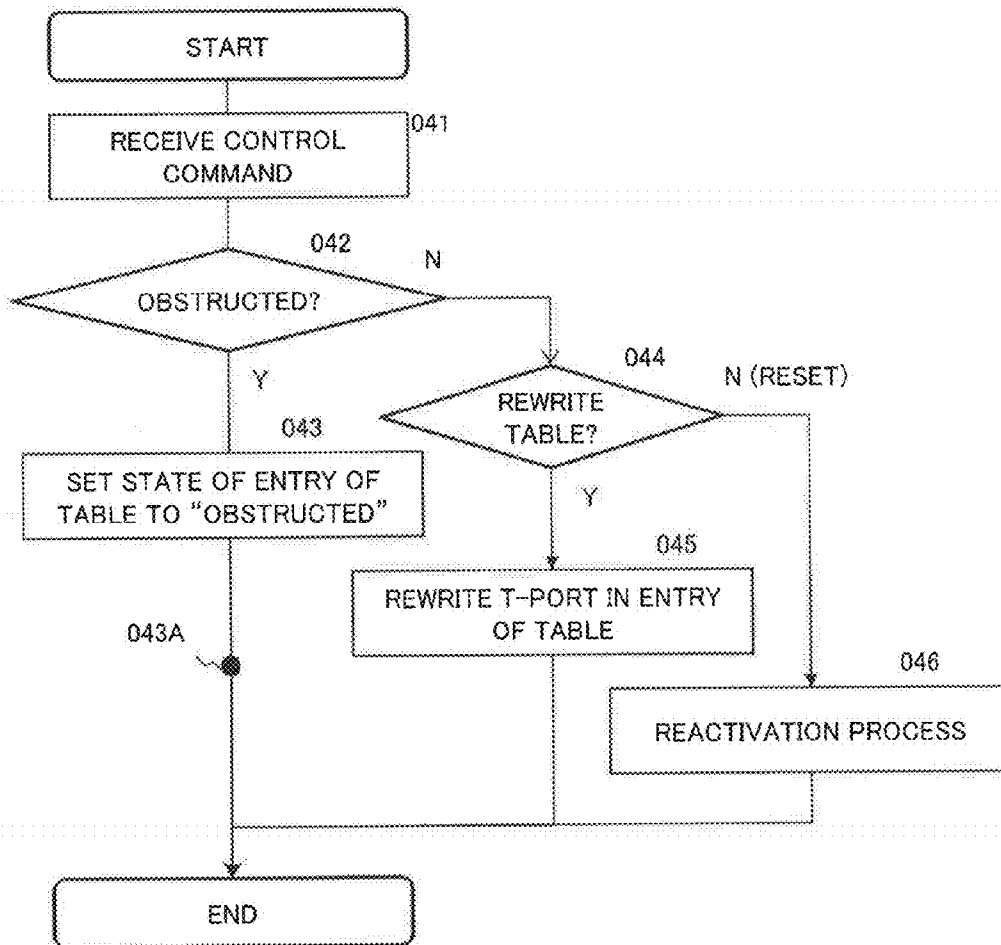 START
041
RECEIVE CONTROL
COMMAND
042
N
OBSTRUCTED?
Y
044
N (RESET)
REWRITE
TABLE?
043
SET STATE OF ENTRY OF
TABLE TO “OBSTRUCTED”
Y
045
REWRITE T-PORT IN ENTRY
OF TABLE
043A
046
REACTIVATION PROCESS
END